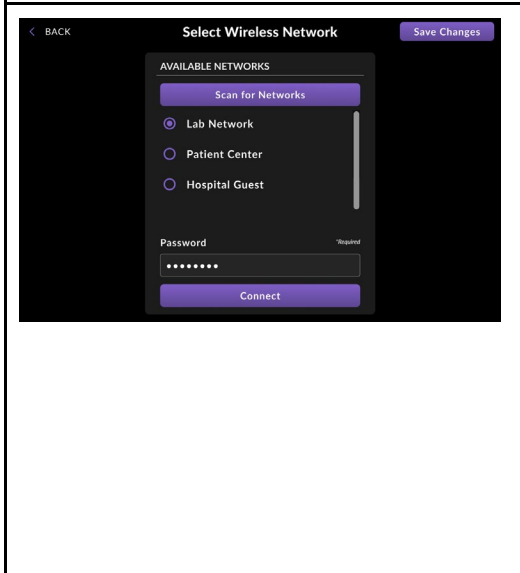 BACK
Select Wireless Network
Save Changes
AVAILABLE NETWORKS
Scan for Networks
Lab Network
Patient Center
Hospital Guest
Password
*Required
••••••••
Connect